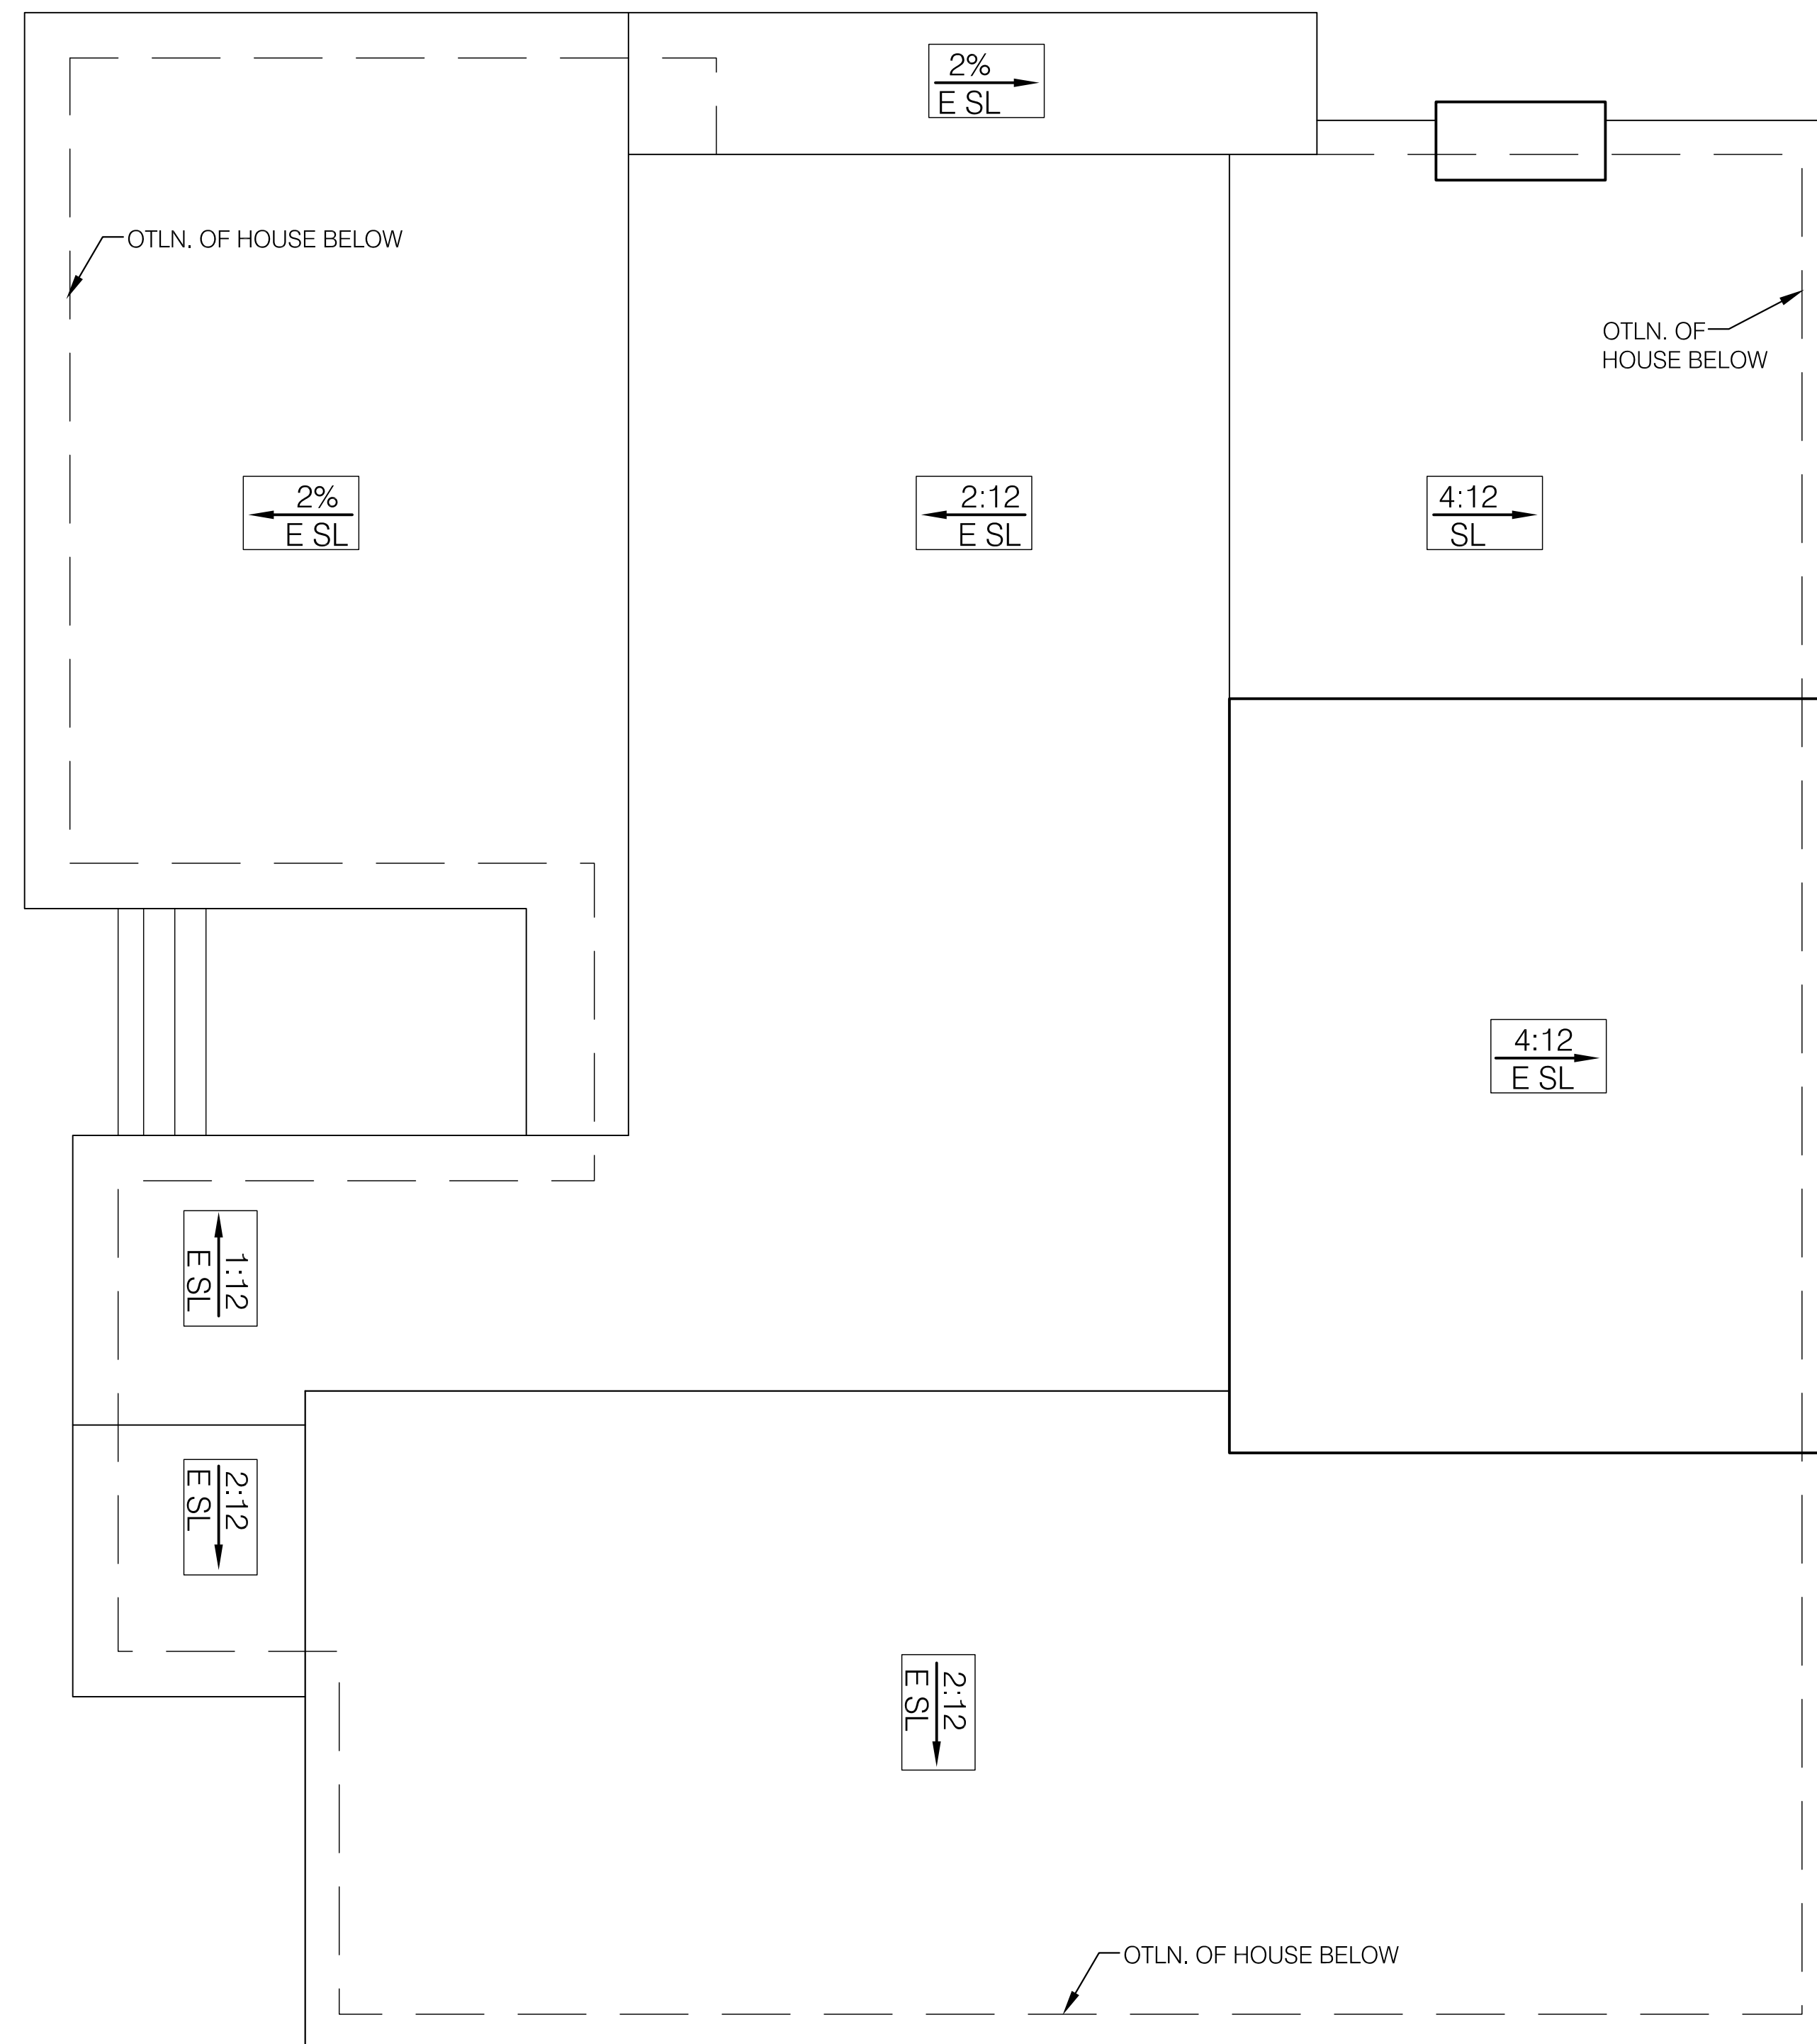 2%
E SL
OTLN. OF HOUSE BELOW
OTLN. OF
HOUSE BELOW
2%
E SL
2:12
E SL
4:12
SL
4:12
E SL
1:12
E SL
2:12
E SL
2:12
E SL
OTLN. OF HOUSE BELOW